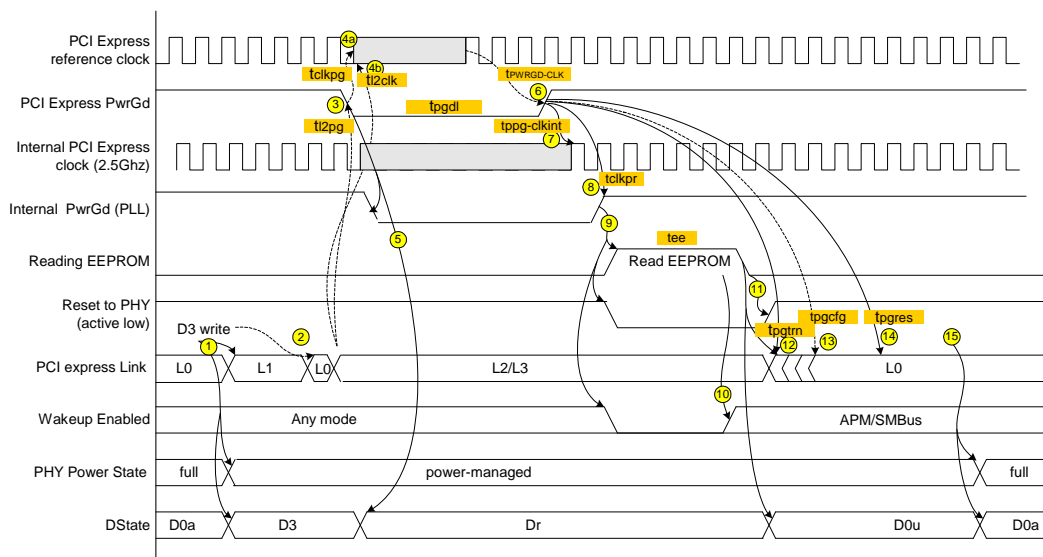 PCI Express
reference clock
4a
4b
tclkpg
tl2clk
tPWRGD-CLK
PCI Express PwrGd
3
tl2pg
tpgdl
6
tppg-clkint
7
Internal PCI Express
clock (2.5Ghz)
tclkpr
8
Internal PwrGd (PLL)
9
5
tee
Reading EEPROM
Read EEPROM
11
Reset to PHY
(active low)
D3 write
1
2
tpgtrn
tpgcfg
tpgres
12
13
14
15
PCI express Link
L0
L1
L0
L2/L3
L0
10
Wakeup Enabled
Any mode
APM/SMBus
PHY Power State
full
power-managed
full
DState
D0a
D3
Dr
D0u
D0a